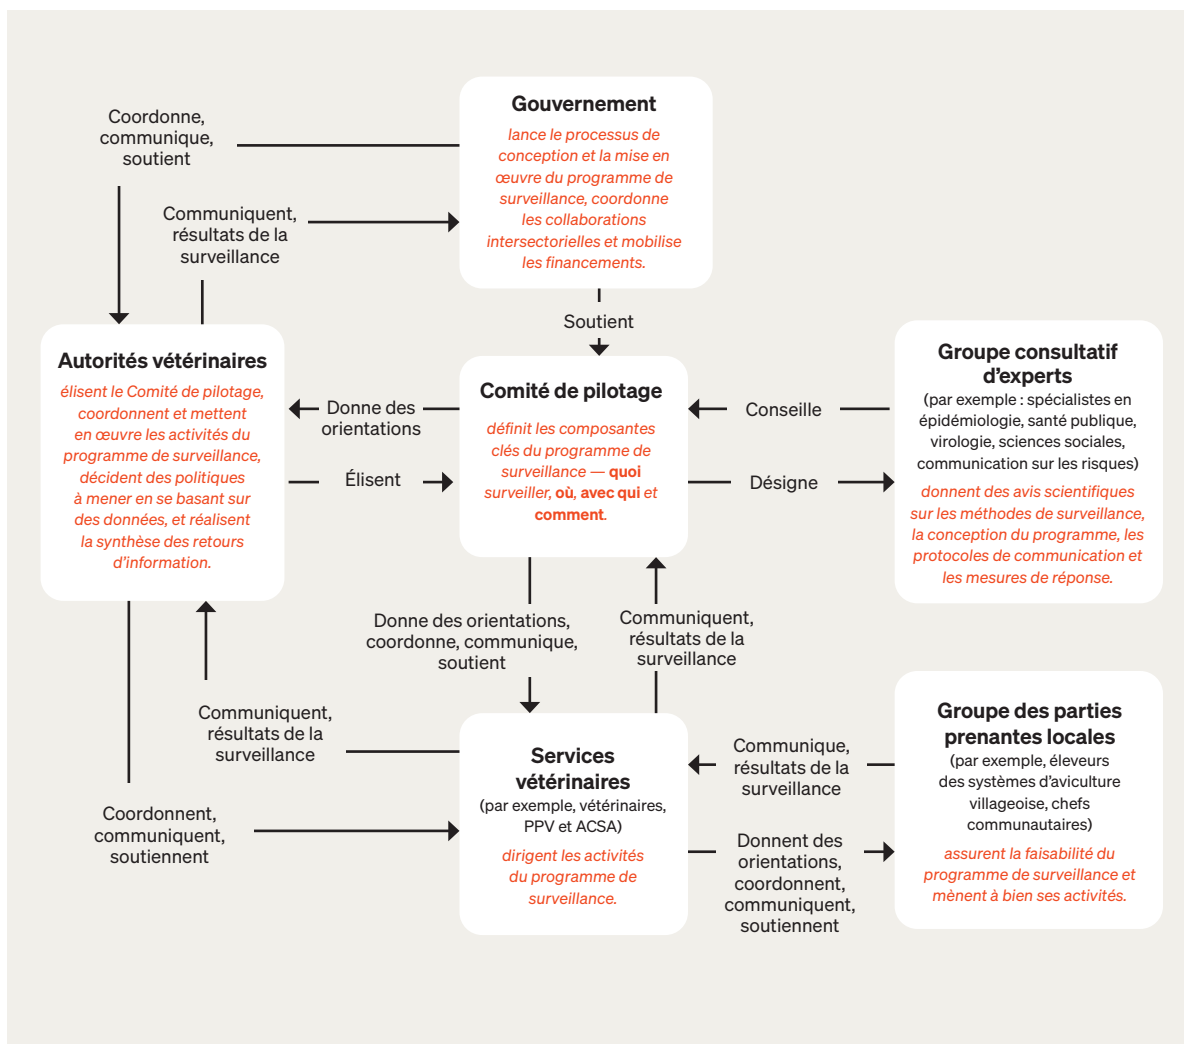 Gouvernement
lance le processus de
conception et la mise en
œuvre du programme de
surveillance, coordonne
les collaborations
intersectorielles et mobilise
les financements.
Coordonne,
communique,
soutient
Communiquent,
résultats de la
surveillance
Soutient
Autorités vétérinaires
élisent le Comité de pilotage,
coordonnent et mettent
en œuvre les activités du
programme de surveillance,
décident des politiques
à mener en se basant sur
des données, et réalisent
la synthèse des retours
d’information.
Donne des
orientations
Élisent
Comité de pilotage
définit les composantes
clés du programme de
surveillance — quoi
surveiller, où, avec qui et
comment.
Conseille
Désigne
Groupe consultatif
d’experts
(par exemple : spécialistes en
épidémiologie, santé publique,
virologie, sciences sociales,
communication sur les risques)
donnent des avis scientifiques
sur les méthodes de surveillance,
la conception du programme, les
protocoles de communication et
les mesures de réponse.
Donne des orientations,
coordonne, communique,
soutient
Communiquent,
résultats de la
surveillance
Communiquent,
résultats de la
surveillance
Coordonnent,
communiquent,
soutiennent
Services
vétérinaires
(par exemple, vétérinaires,
PPV et ACSA)
dirigent les activités
du programme de
surveillance.
Communique,
résultats de la
surveillance
Donnent des
orientations,
coordonnent,
communiquent,
soutiennent
Groupe des parties
prenantes locales
(par exemple, éleveurs
des systèmes d’aviculture
villageoise, chefs
communautaires)
assurent la faisabilité du
programme de surveillance et
mènent à bien ses activités.